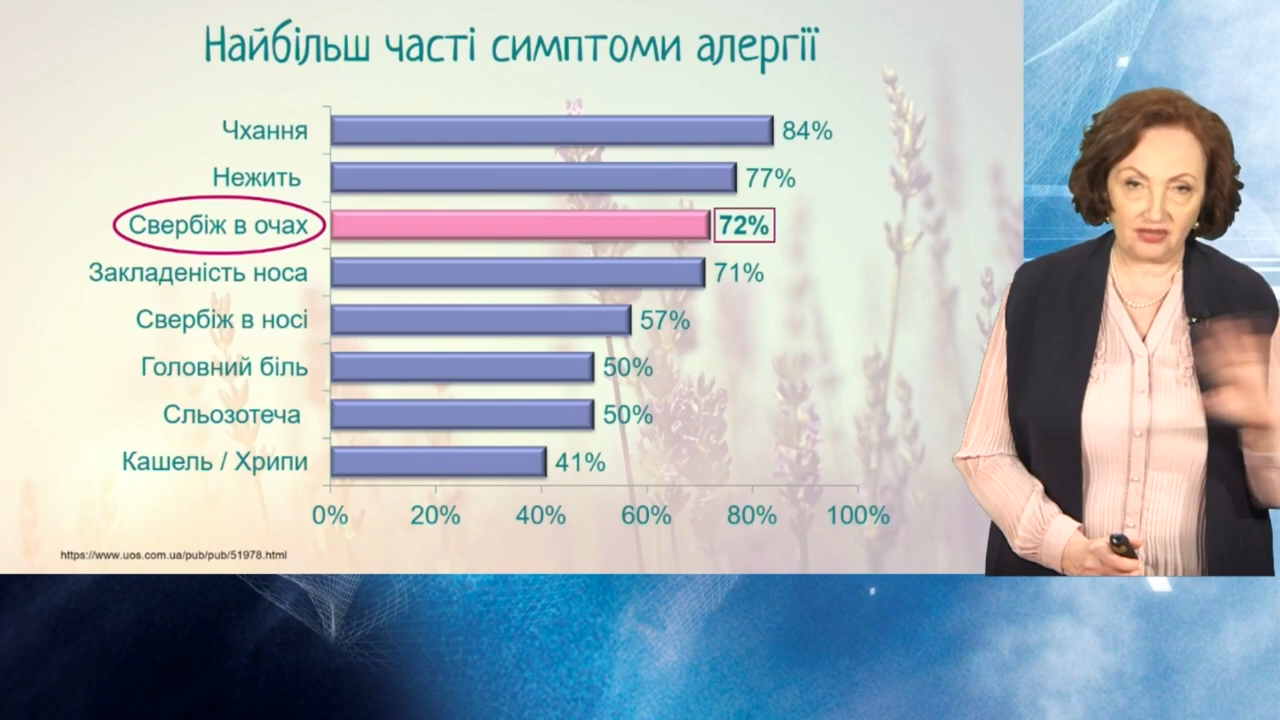 Найбільш часті симптоми алергії
Чхання 84%
Нежить 77%
Свербіж в очах 72%
Закладеність носа 71%
Свербіж в носі 57%
Головний біль 50%
Сльозотеча 50%
Кашель / Хрипи 41%
0% 20% 40% 60% 80% 100%
https://www.uos.com.ua/pub/pub/51978.html